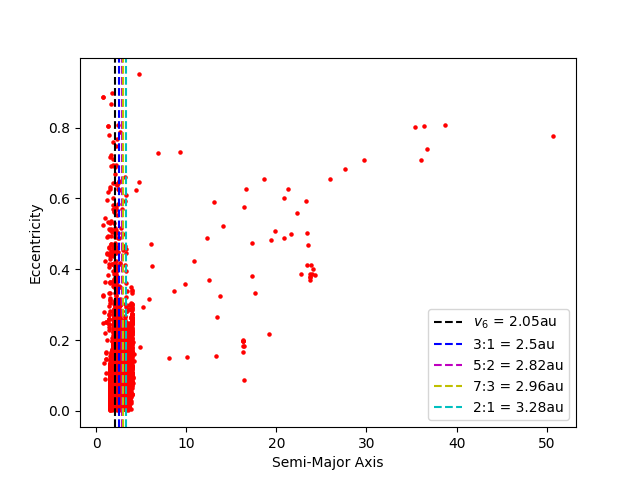 0.8
0.6
0.4
0.2
0.0
Eccentricity
v6 = 2.05au
3:1 = 2.5au
5:2 = 2.82au
7:3 = 2.96au
2:1 = 3.28au
0 10 20 30 40 50
Semi-Major Axis